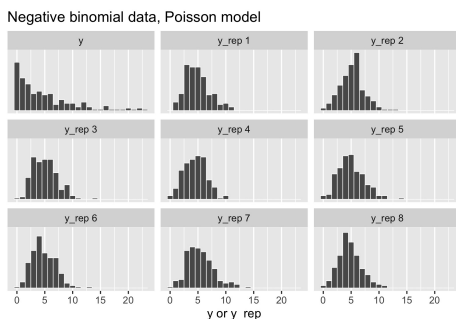 Negative binomial data, Poisson model
y y_rep 1 y_rep 2
y_rep 3 y_rep 4 y_rep 5
y_rep 6 y_rep 7 y_rep 8
0 5 10 15 20 0 5 10 15 20 0 5 10 15 20
y or y_rep